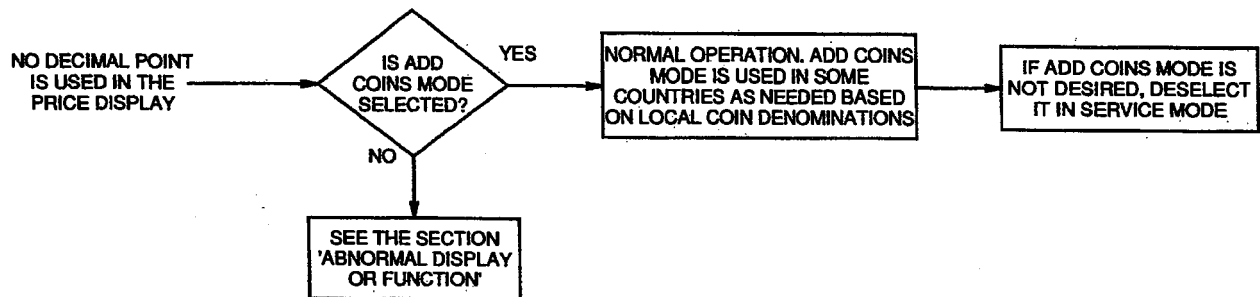 NO DECIMAL POINT
IS USED IN THE
PRICE DISPLAY
IS ADD
COINS MODE
SELECTED?
YES
NORMAL OPERATION. ADD COINS
MODE IS USED IN SOME
COUNTRIES AS NEEDED BASED
ON LOCAL COIN DENOMINATIONS
IF ADD COINS MODE IS
NOT DESIRED, DESELECT
IT IN SERVICE MODE
NO
SEE THE SECTION
'ABNORMAL DISPLAY
OR FUNCTION'